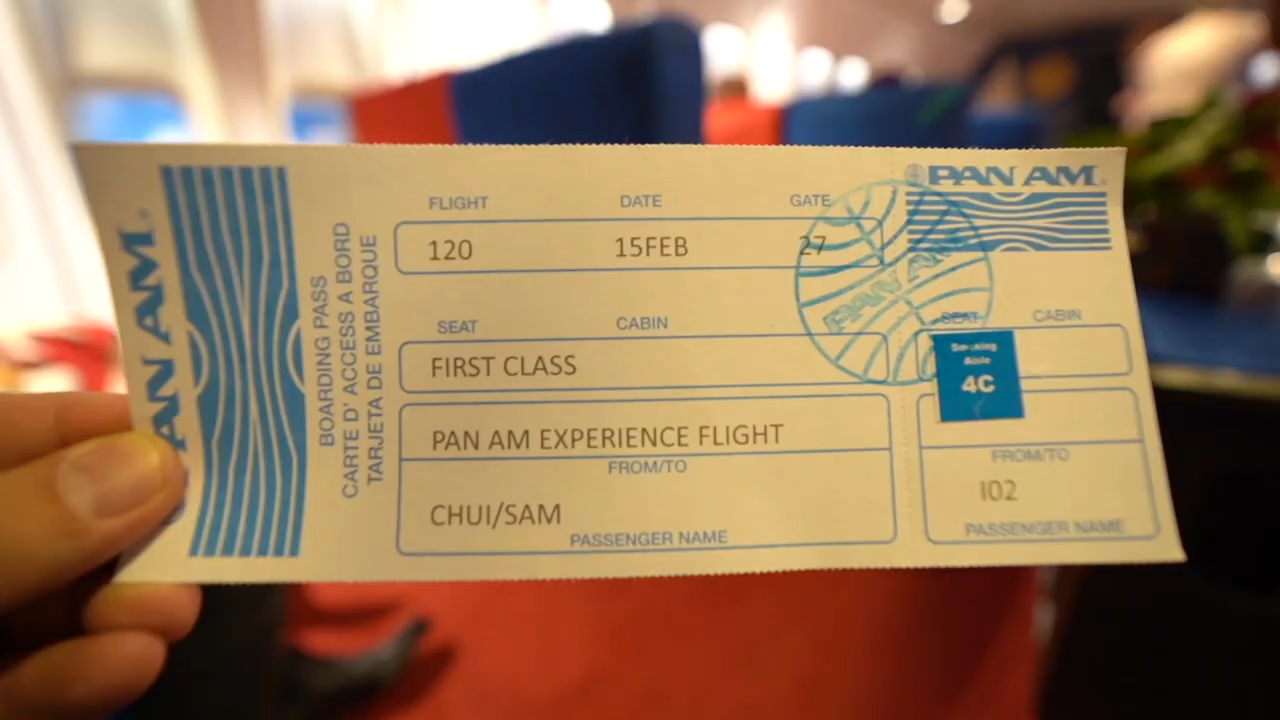 PAN AM
BOARDING PASS
CARTE D' ACCESS A BORD
TARJETA DE EMBARQUE
FLIGHT DATE GATE
120 15FEB 27
SEAT CABIN
FIRST CLASS
PAN AM EXPERIENCE FLIGHT
FROM/TO
CHUI/SAM
PASSENGER NAME
PAN AM
PAN AM
SEAT CABIN
Smoking
Aisle
4C
FROM/TO
I02
PASSENGER NAME